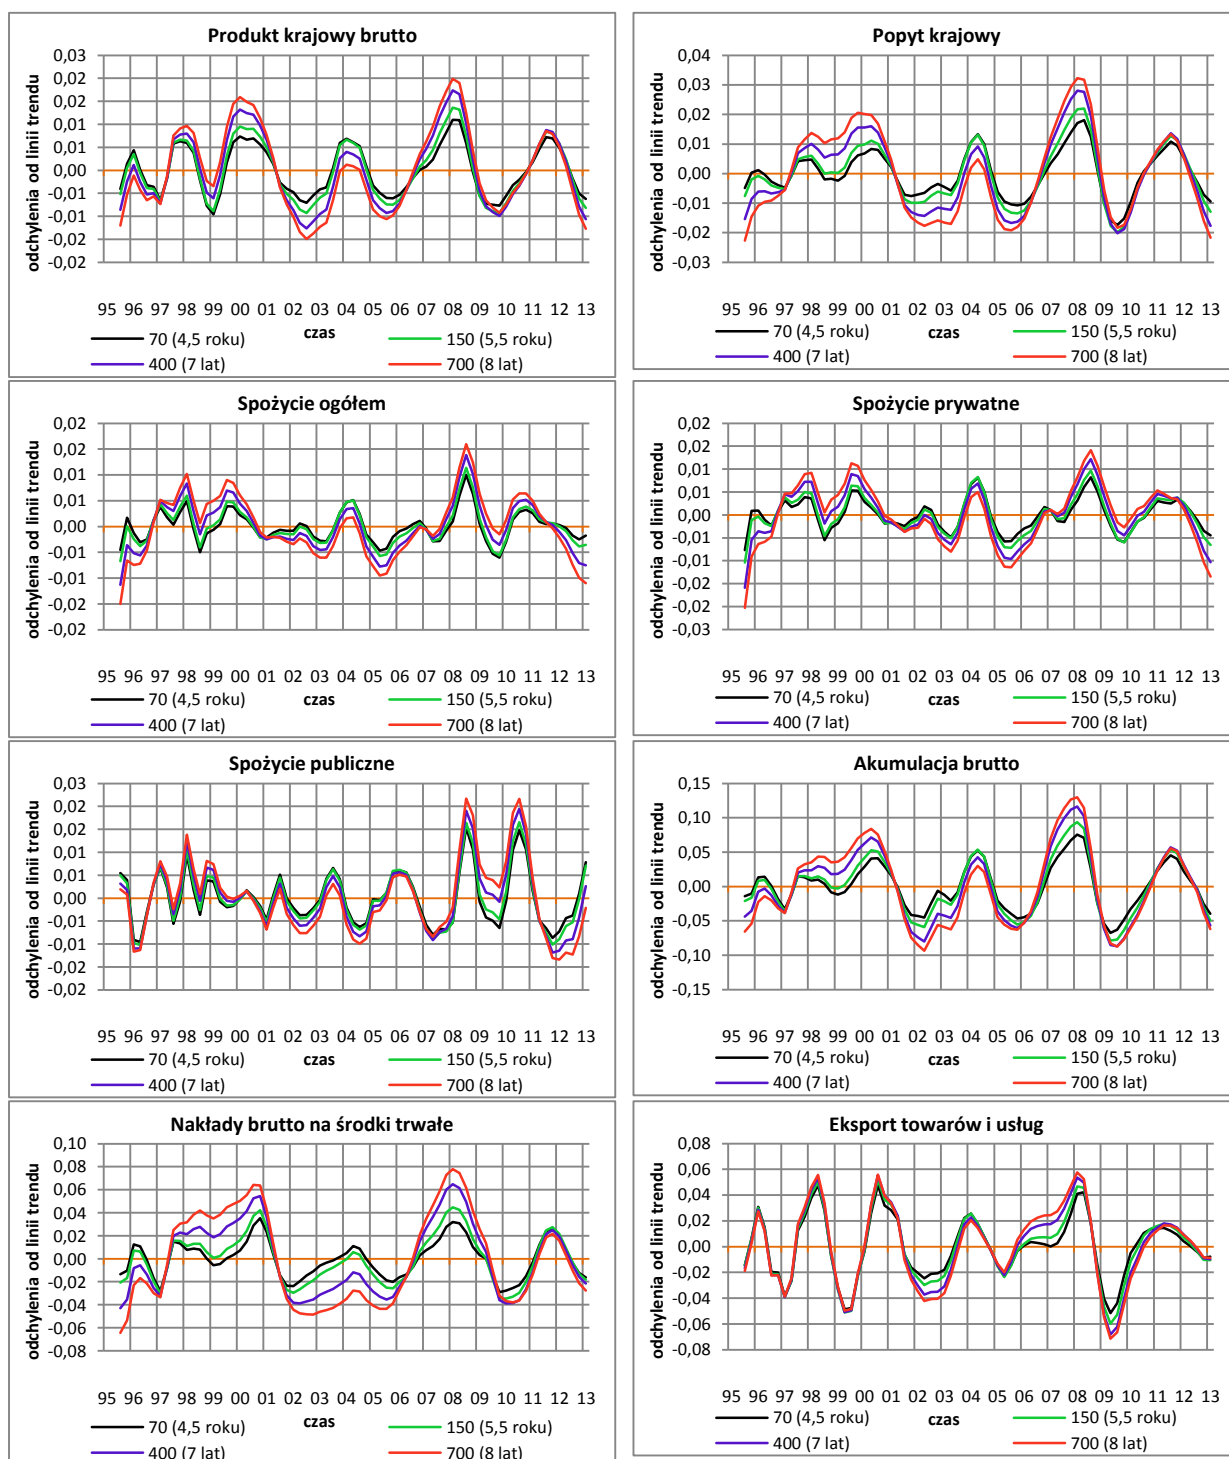 Produkt krajowy brutto
odchylenia od linii trendu
0,03
0,02
0,02
0,01
0,01
0,00
-0,01
-0,01
-0,02
-0,02
95 96 97 98 99 00 01 02 03 04 05 06 07 08 09 10 11 12 13
czas
70 (4,5 roku)
150 (5,5 roku)
400 (7 lat)
700 (8 lat)
Popyt krajowy
odchylenia od linii trendu
0,04
0,03
0,02
0,01
0,00
-0,01
-0,02
-0,03
95 96 97 98 99 00 01 02 03 04 05 06 07 08 09 10 11 12 13
czas
70 (4,5 roku)
150 (5,5 roku)
400 (7 lat)
700 (8 lat)
Spożycie ogółem
odchylenia od linii trendu
0,02
0,02
0,01
0,01
0,00
-0,01
-0,01
-0,02
-0,02
95 96 97 98 99 00 01 02 03 04 05 06 07 08 09 10 11 12 13
czas
70 (4,5 roku)
150 (5,5 roku)
400 (7 lat)
700 (8 lat)
Spożycie prywatne
odchylenia od linii trendu
0,02
0,02
0,01
0,01
0,00
-0,01
-0,01
-0,02
-0,02
-0,03
95 96 97 98 99 00 01 02 03 04 05 06 07 08 09 10 11 12 13
czas
70 (4,5 roku)
150 (5,5 roku)
400 (7 lat)
700 (8 lat)
Spożycie publiczne
odchylenia od linii trendu
0,03
0,02
0,02
0,01
0,01
0,00
-0,01
-0,01
-0,02
-0,02
95 96 97 98 99 00 01 02 03 04 05 06 07 08 09 10 11 12 13
czas
70 (4,5 roku)
150 (5,5 roku)
400 (7 lat)
700 (8 lat)
Akumulacja brutto
odchylenia od linii trendu
0,15
0,10
0,05
0,00
-0,05
-0,10
-0,15
95 96 97 98 99 00 01 02 03 04 05 06 07 08 09 10 11 12 13
czas
70 (4,5 roku)
150 (5,5 roku)
400 (7 lat)
700 (8 lat)
Nakłady brutto na środki trwałe
odchylenia od linii trendu
0,10
0,08
0,06
0,04
0,02
0,00
-0,02
-0,04
-0,06
-0,08
95 96 97 98 99 00 01 02 03 04 05 06 07 08 09 10 11 12 13
czas
70 (4,5 roku)
150 (5,5 roku)
400 (7 lat)
700 (8 lat)
Eksport towarów i usług
odchylenia od linii trendu
0,08
0,06
0,04
0,02
0,00
-0,02
-0,04
-0,06
-0,08
95 96 97 98 99 00 01 02 03 04 05 06 07 08 09 10 11 12 13
czas
70 (4,5 roku)
150 (5,5 roku)
400 (7 lat)
700 (8 lat)